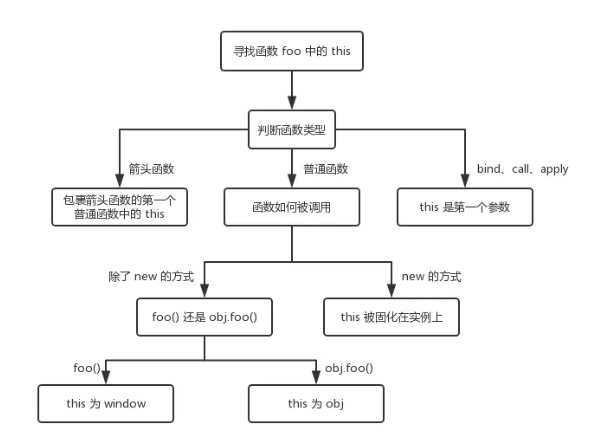 寻找函数 foo 中的 this
判断函数类型
箭头函数
普通函数
bind、call、apply
包裹箭头函数的第一个
普通函数中的 this
函数如何被调用
this 是第一个参数
除了 new 的方式
new 的方式
foo() 还是 obj.foo()
this 被固化在实例上
foo()
obj.foo()
this 为 window
this 为 obj